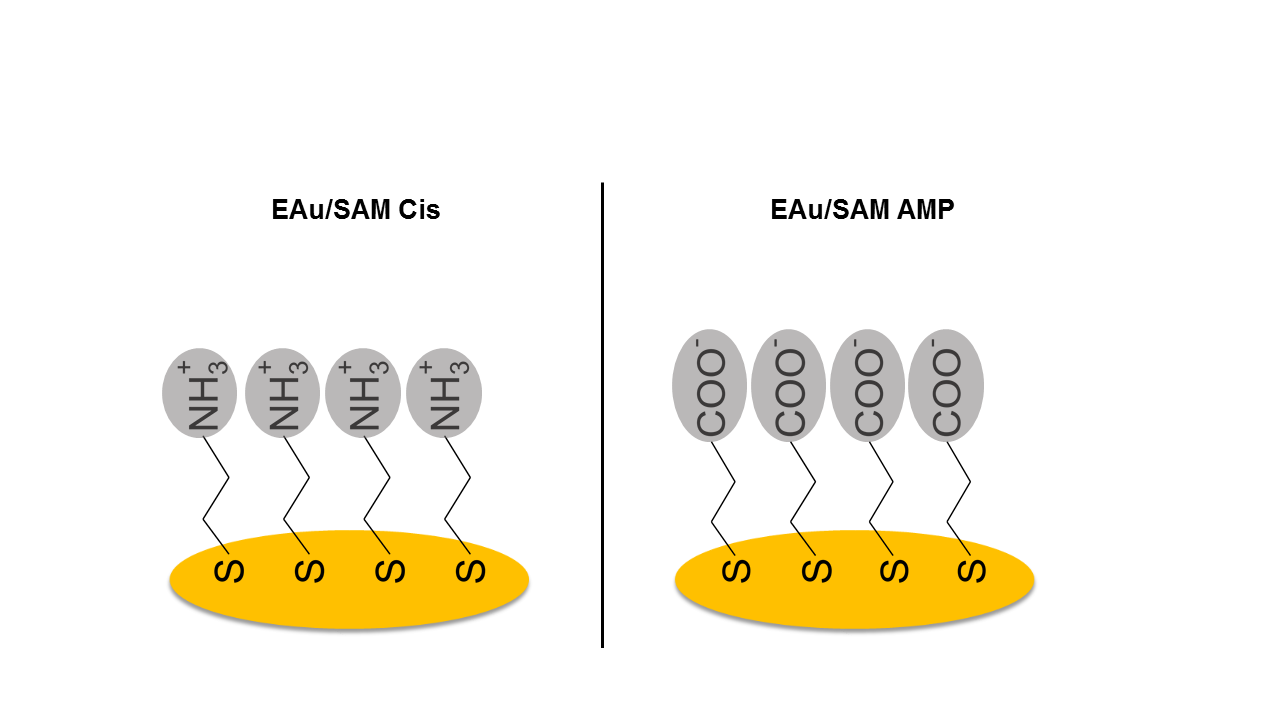 EAu/SAM Cis
EAu/SAM AMP
NH3+
NH3+
NH3+
NH3+
COO-
COO-
COO-
COO-
S
S
S
S
S
S
S
S